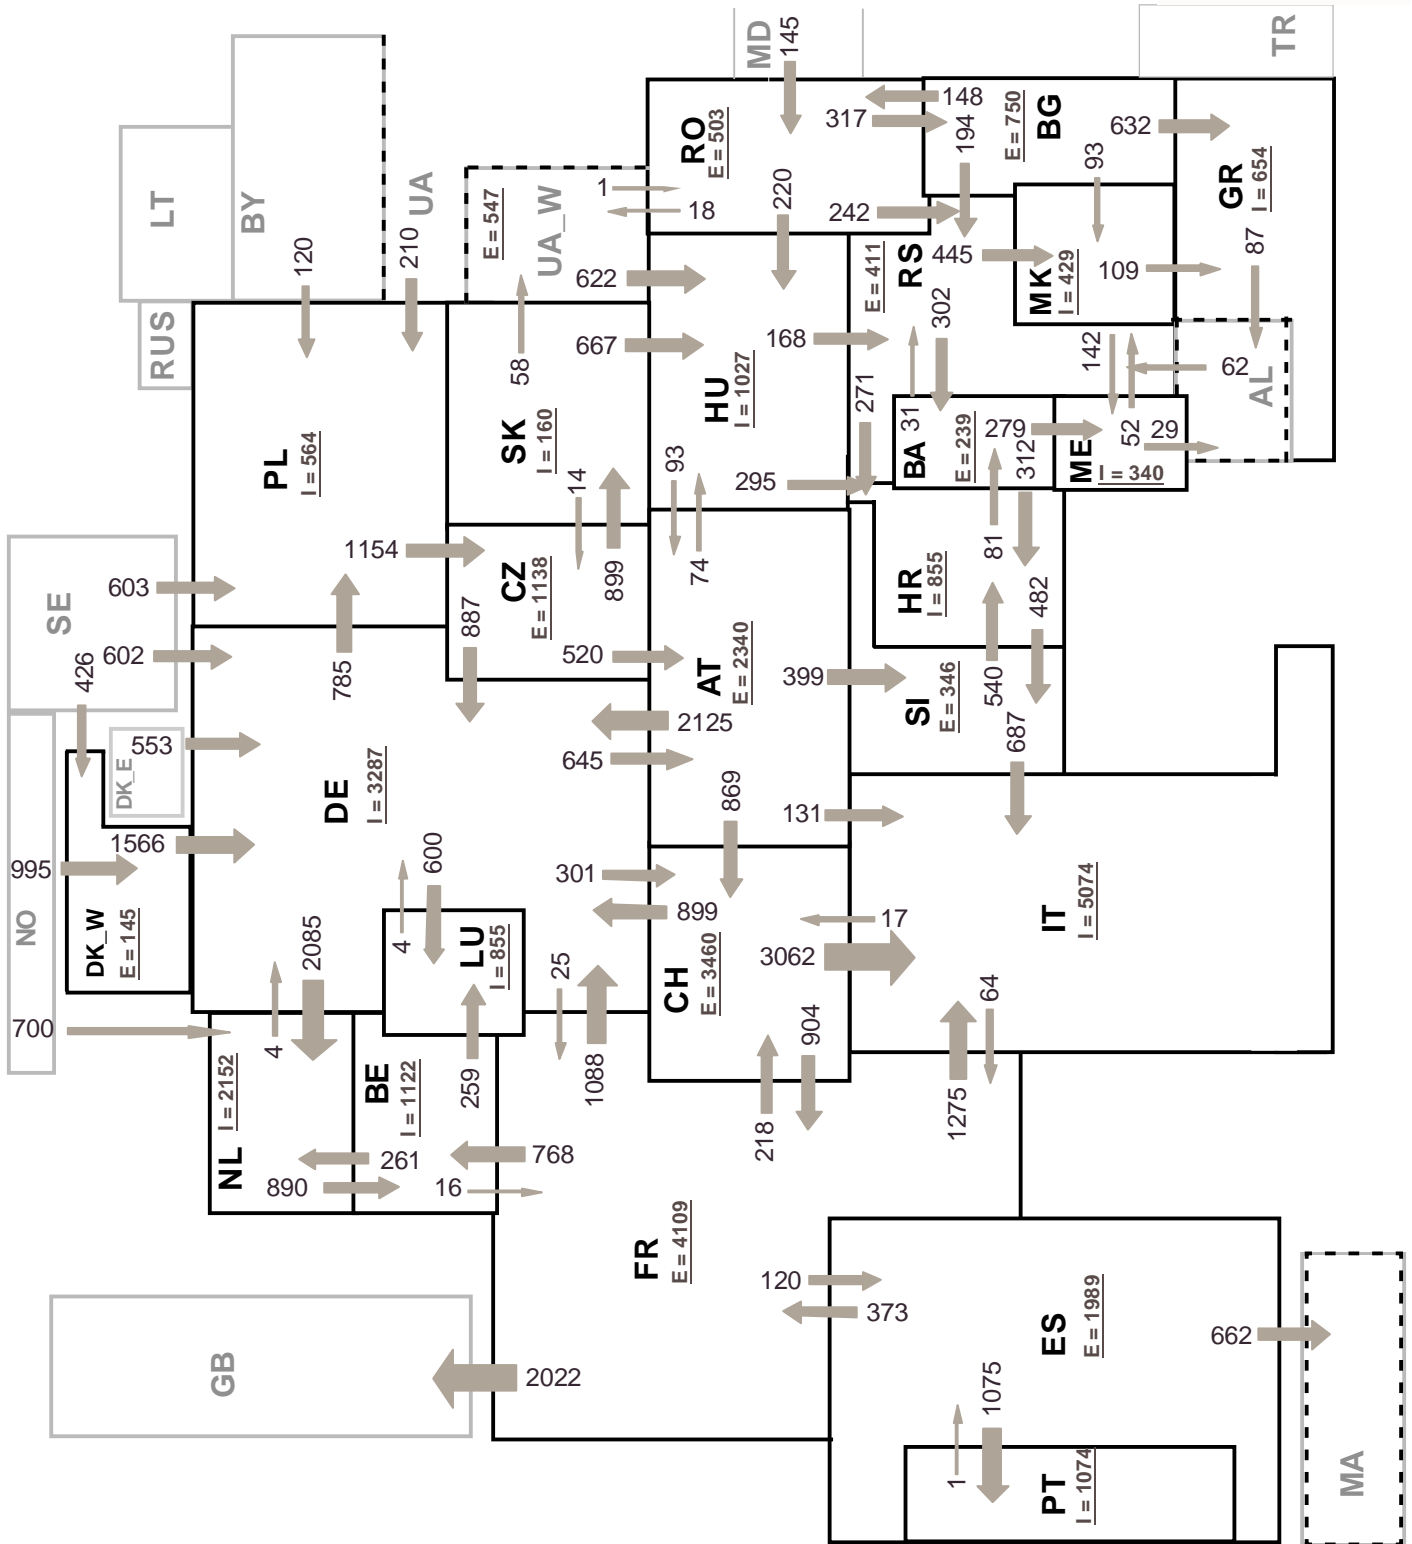 MD
145
TR
RO
E = 503
317
148
194
E = 750
BG
632
93
GR
I = 654
LT
BY
UA
210
120
E = 547
UA_W
1
18
220
242
E = 411
RS
445
MK
I = 429
109
87
RUS
622
667
58
168
302
142
62
AL
PL
I = 564
SK
I = 160
HU
I = 1027
271
31
BA
E = 239
279
312
ME
I = 340
52
29
14
93
295
1154
CZ
E = 1138
899
74
HR
I = 855
81
482
SE
603
602
426
785
887
520
AT
E = 2340
399
SI
E = 346
540
687
553
DK_E
DE
I = 3287
2125
645
869
131
1566
995
NO
DK_W
E = 145
600
4
301
899
LU
I = 855
CH
E = 3460
17
3062
IT
I = 5074
2085
4
700
25
1088
904
218
64
1275
NL
I = 2152
BE
I = 1122
259
261
890
768
16
FR
E = 4109
120
373
ES
E = 1989
662
GB
2022
1075
1
PT
I = 1074
MA